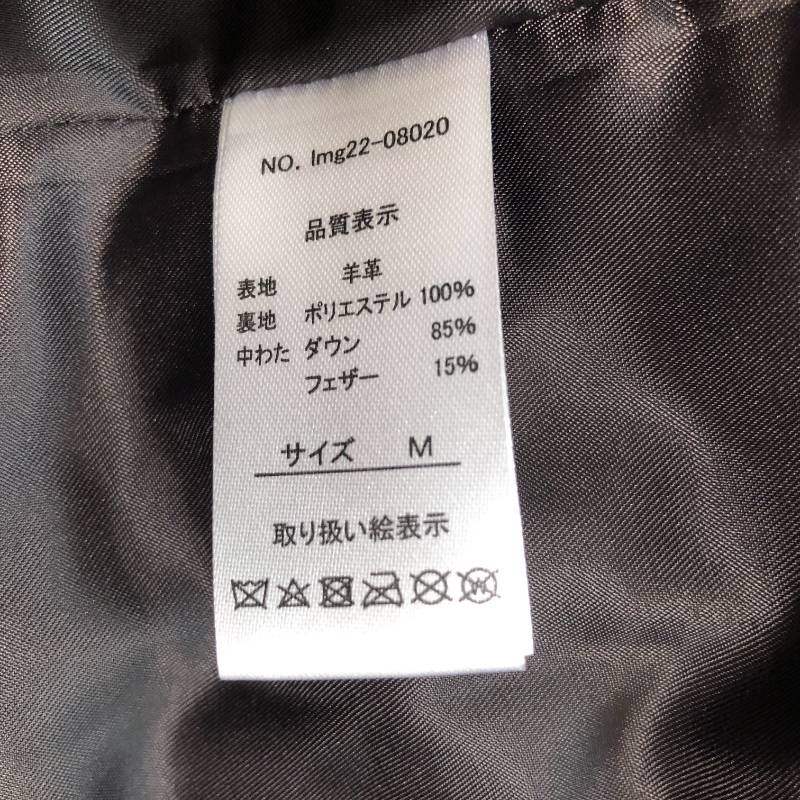 NO. lmg22-08020
品質表示
表地 羊革
裏地 ポリエステル 100%
中わた ダウン 85%
フェザー 15%
サイズ M
取り扱い絵表示
W